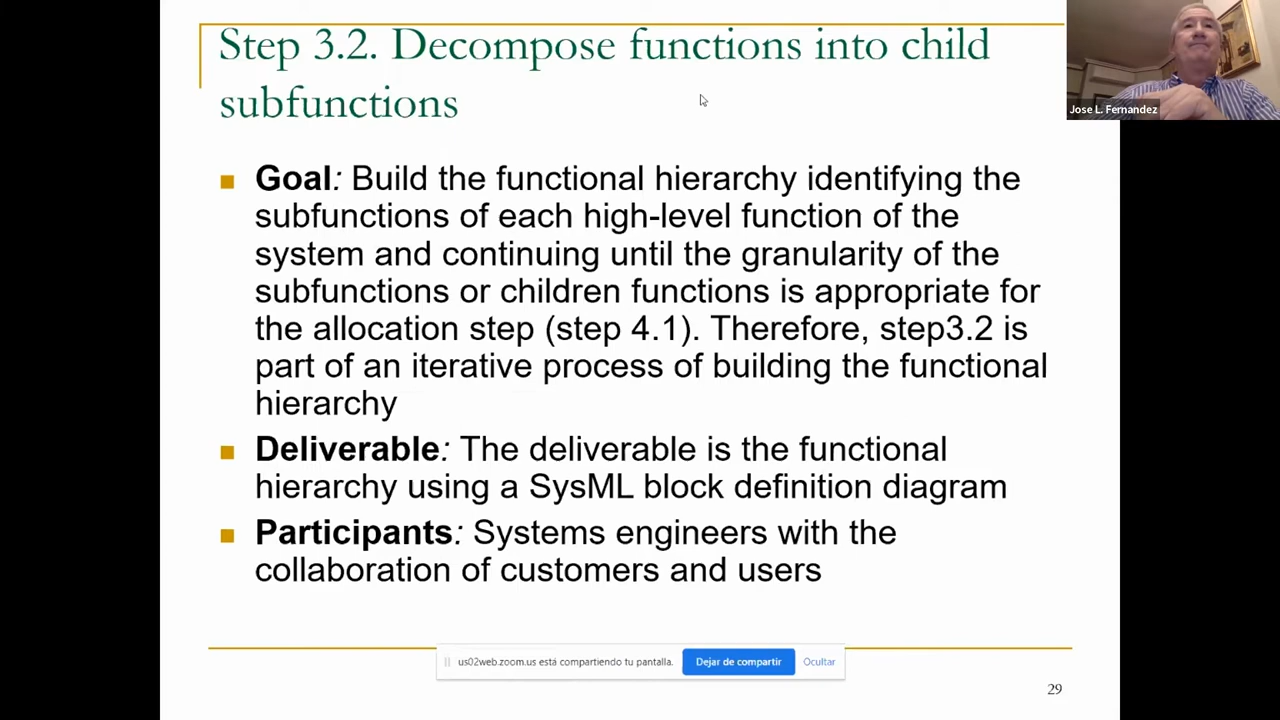 Step 3.2. Decompose functions into child
subfunctions
Jose L. Fernandez
Goal: Build the functional hierarchy identifying the
subfunctions of each high-level function of the
system and continuing until the granularity of the
subfunctions or children functions is appropriate for
the allocation step (step 4.1). Therefore, step3.2 is
part of an iterative process of building the functional
hierarchy
Deliverable: The deliverable is the functional
hierarchy using a SysML block definition diagram
Participants: Systems engineers with the
collaboration of customers and users
us02web.zoom.us está compartiendo tu pantalla. Dejar de compartir Ocultar
29